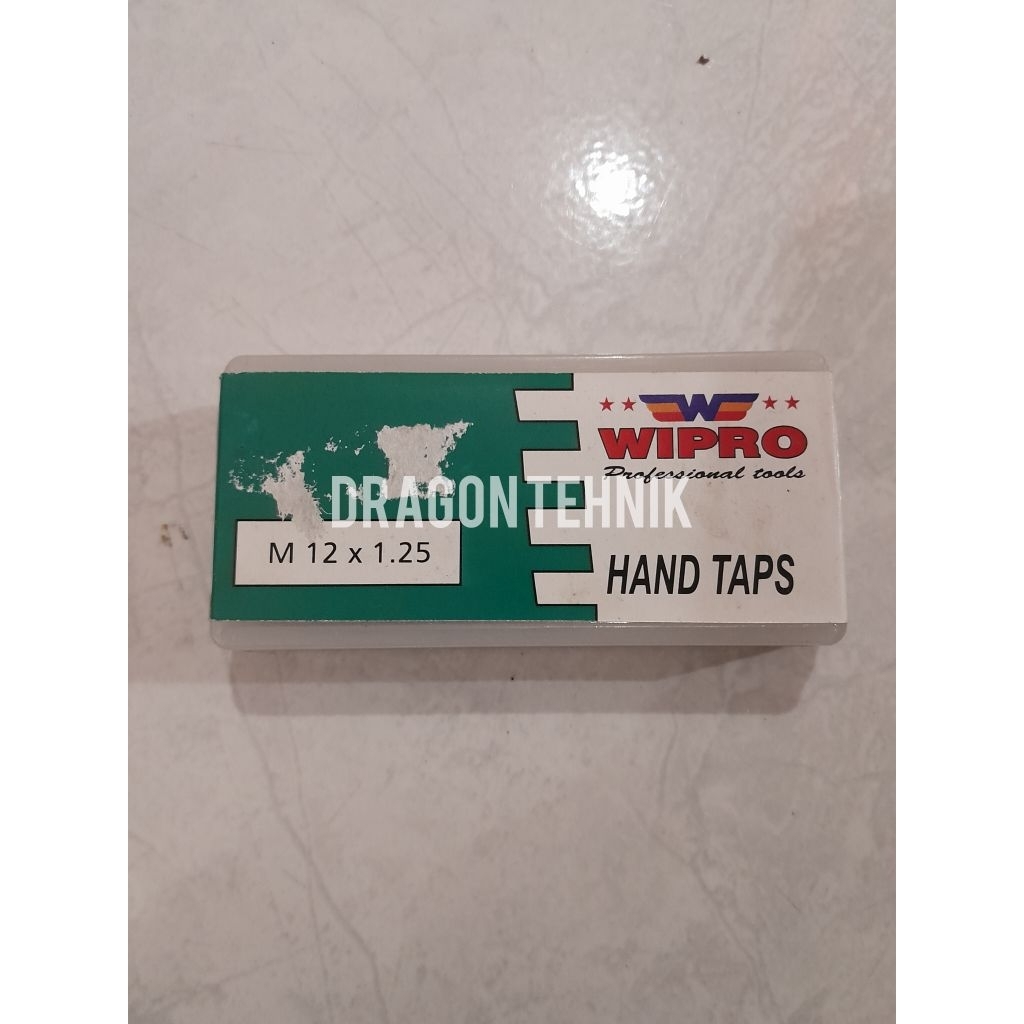 WIPRO
Professional tools
DRAGON TEHNIK
M 12 x 1.25
HAND TAPS